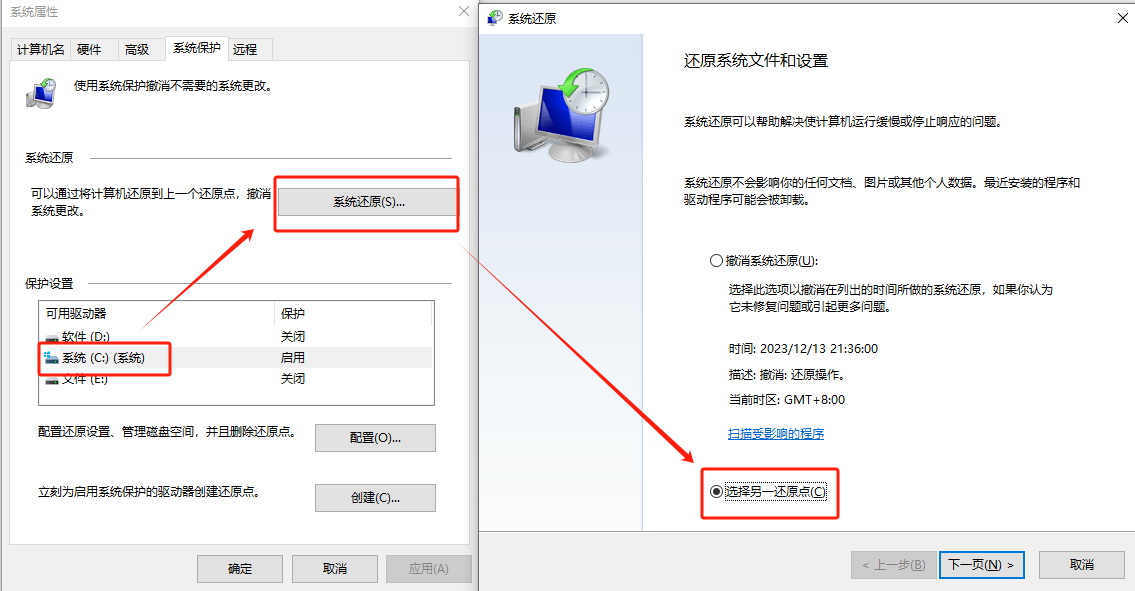 系统属性
计算机名
硬件
高级
系统保护
远程
使用系统保护撤消不需要的系统更改。
系统还原
可以通过将计算机还原到上一个还原点，撤消
系统更改。
系统还原(S)...
保护设置
可用驱动器
保护
软件 (D:)
关闭
系统 (C:) (系统)
启用
文件 (E:)
关闭
配置还原设置、管理磁盘空间，并且删除还原点。
配置(O)...
立刻为启用系统保护的驱动器创建还原点。
创建(C)...
确定
取消
应用(A)
系统还原
还原系统文件和设置
系统还原可以帮助解决使计算机运行缓慢或停止响应的问题。
系统还原不会影响你的任何文档、图片或其他个人数据。最近安装的程序和
驱动程序可能会被卸载。
撤消系统还原(U):
选择此选项以撤消在列出的时间所做的系统还原，如果你认为
它未修复问题或引起更多问题。
时间: 2023/12/13 21:36:00
描述: 撤消: 还原操作。
当前时区: GMT+8:00
扫描受影响的程序
选择另一还原点(C)
< 上一步(B)
下一页(N) >
取消